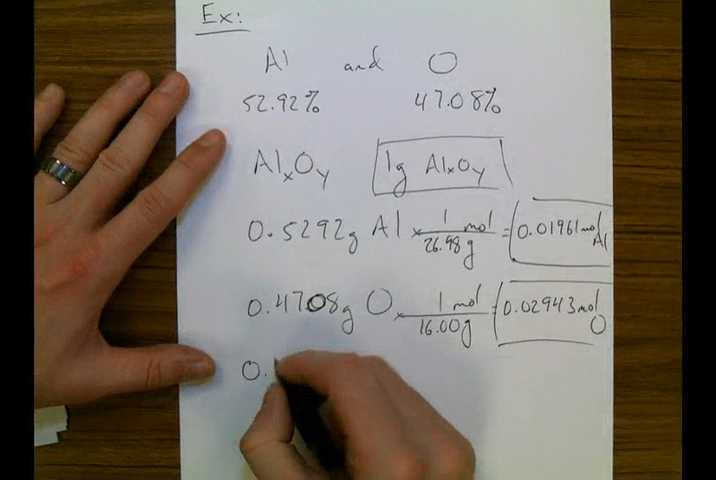 Ex:
Al and O
52.92% 47.08%
AlxOy 1g AlxOy
0.5292g Al × 1 mol / 26.98g = 0.01961 mol Al
0.4708g O × 1 mol / 16.00g = 0.02943 mol O
0.